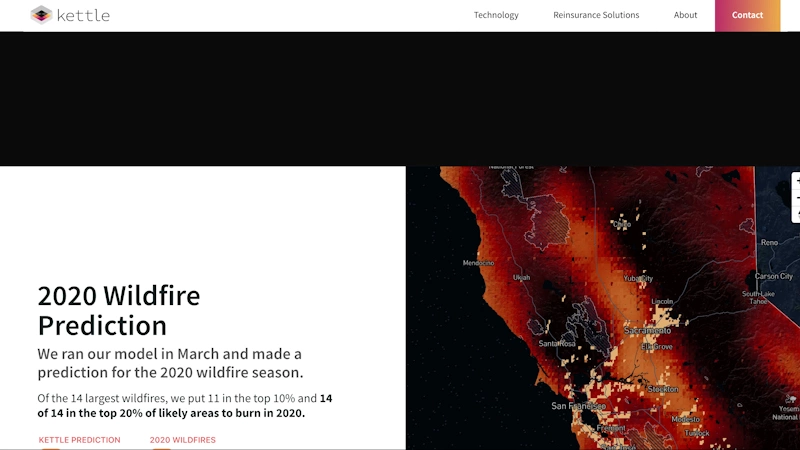 kettle
Technology
Reinsurance Solutions
About
Contact
2020 Wildfire
Prediction
We ran our model in March and made a
prediction for the 2020 wildfire season.
Of the 14 largest wildfires, we put 11 in the top 10% and 14
of 14 in the top 20% of likely areas to burn in 2020.
KETTLE PREDICTION
2020 WILDFIRES
Chico
Reno
Mendocino
Ukiah
Yuba City
Carson City
Lincoln
South Lake
Tahoe
Sacramento
Santa Rosa
Elk Grove
Stockton
San Francisco
Modesto
Fremont
Turlock
National